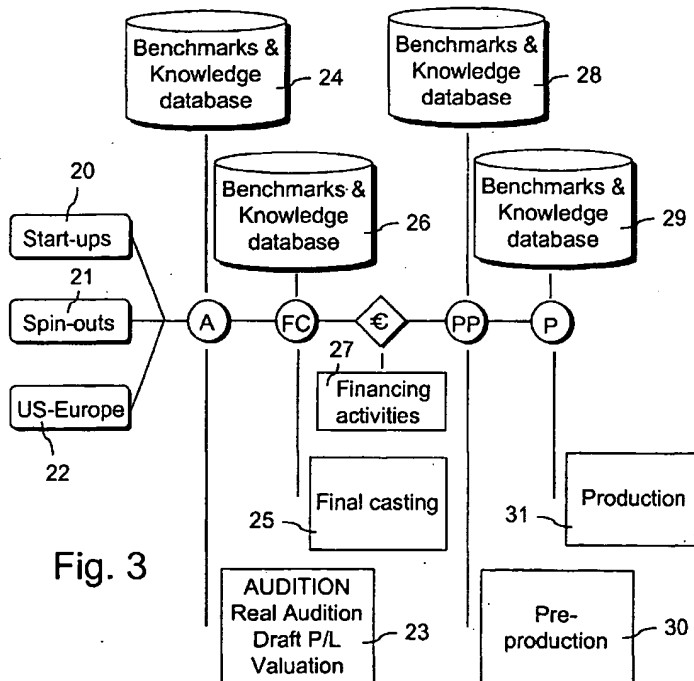 Benchmarks &
Knowledge
database
24
Benchmarks &
Knowledge
database
28
Benchmarks &
Knowledge
database
26
Benchmarks &
Knowledge
database
29
20
Start-ups
21
Spin-outs
US-Europe
22
A
FC
€
PP
P
27
Financing
activities
Final casting
25
Production
31
Fig. 3
AUDITION
Real Audition
Draft P/L
Valuation
23
Pre-
production
30